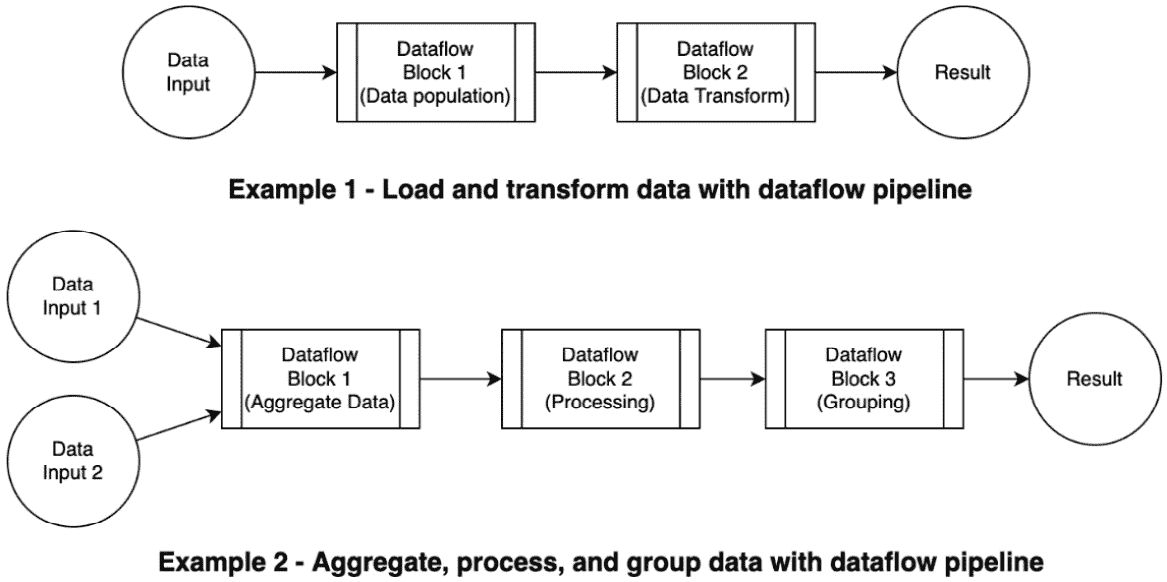 Data
Input
Dataflow
Block 1
(Data population)
Dataflow
Block 2
(Data Transform)
Result
Example 1 - Load and transform data with dataflow pipeline
Data
Input 1
Data
Input 2
Dataflow
Block 1
(Aggregate Data)
Dataflow
Block 2
(Processing)
Dataflow
Block 3
(Grouping)
Result
Example 2 - Aggregate, process, and group data with dataflow pipeline